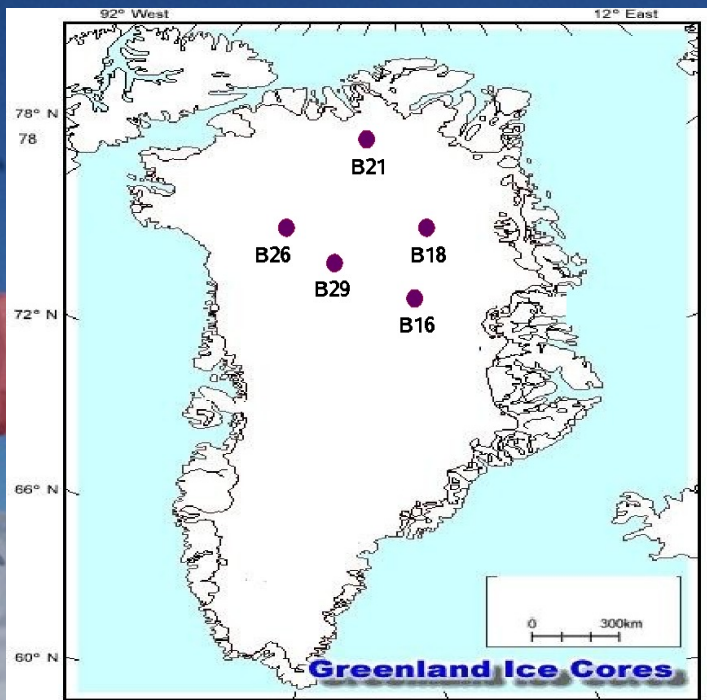 92° West 12° East
78° N
78
B21
B26 B18
B29
B16
72° N
66° N
0 300km
60° N
Greenland Ice Cores